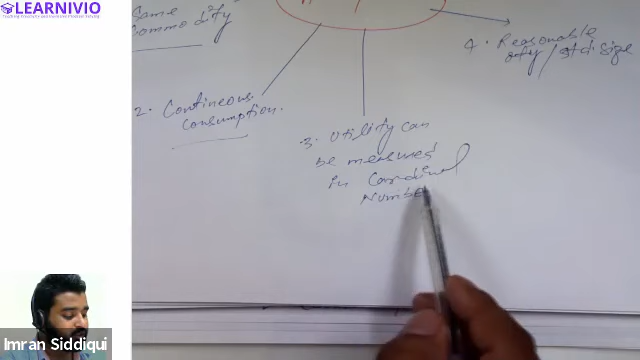 LEARNIVIO
same
commodity
4. Reasonable
qty/std size
2. Contineous
consumption.
3. Utility can
be measured
in Cardinal
Number
Imran Siddiqui